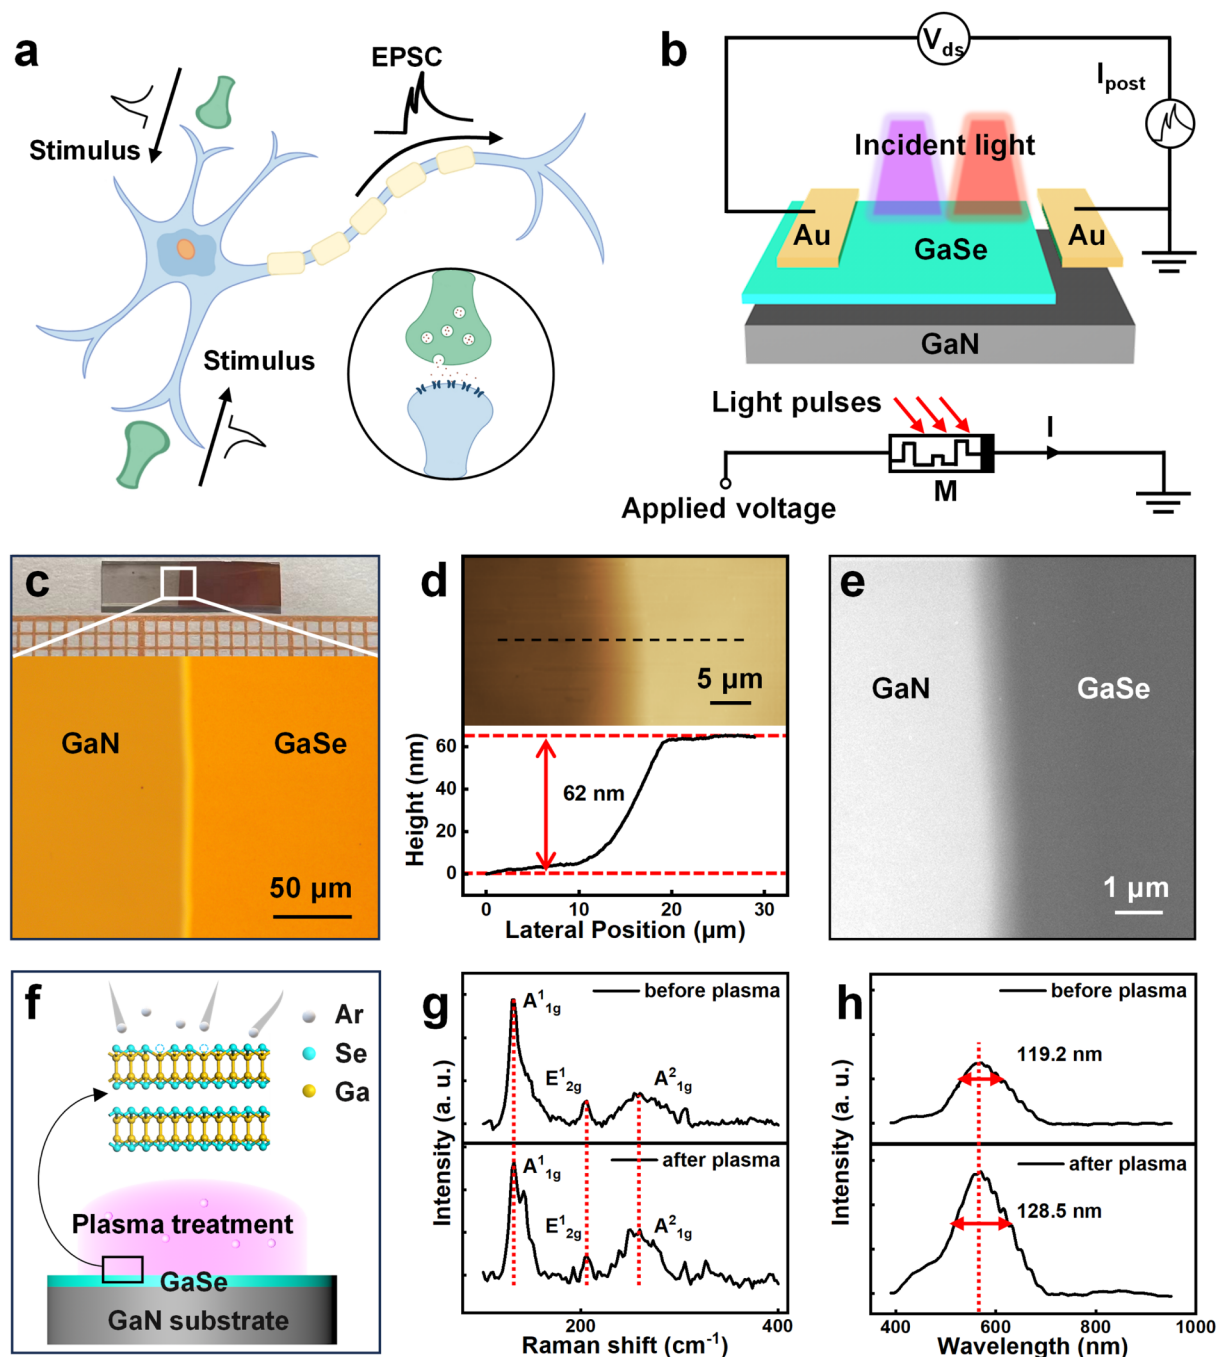 a
EPSC
Stimulus
Stimulus
b
V_ds
I_post
Incident light
Au
GaSe
Au
GaN
Light pulses
I
M
Applied voltage
c
GaN
GaSe
50 μm
d
5 μm
60
40
20
0
62 nm
Height (nm)
0 10 20 30
Lateral Position (μm)
e
GaN
GaSe
1 μm
f
Ar
Se
Ga
Plasma treatment
GaSe
GaN substrate
g
A¹₁g
before plasma
E¹₂g
A²₁g
A¹₁g
after plasma
E¹₂g
A²₁g
Intensity (a. u.)
200 400
Raman shift (cm⁻¹)
h
before plasma
119.2 nm
after plasma
128.5 nm
Intensity (a. u.)
400 600 800 1000
Wavelength (nm)